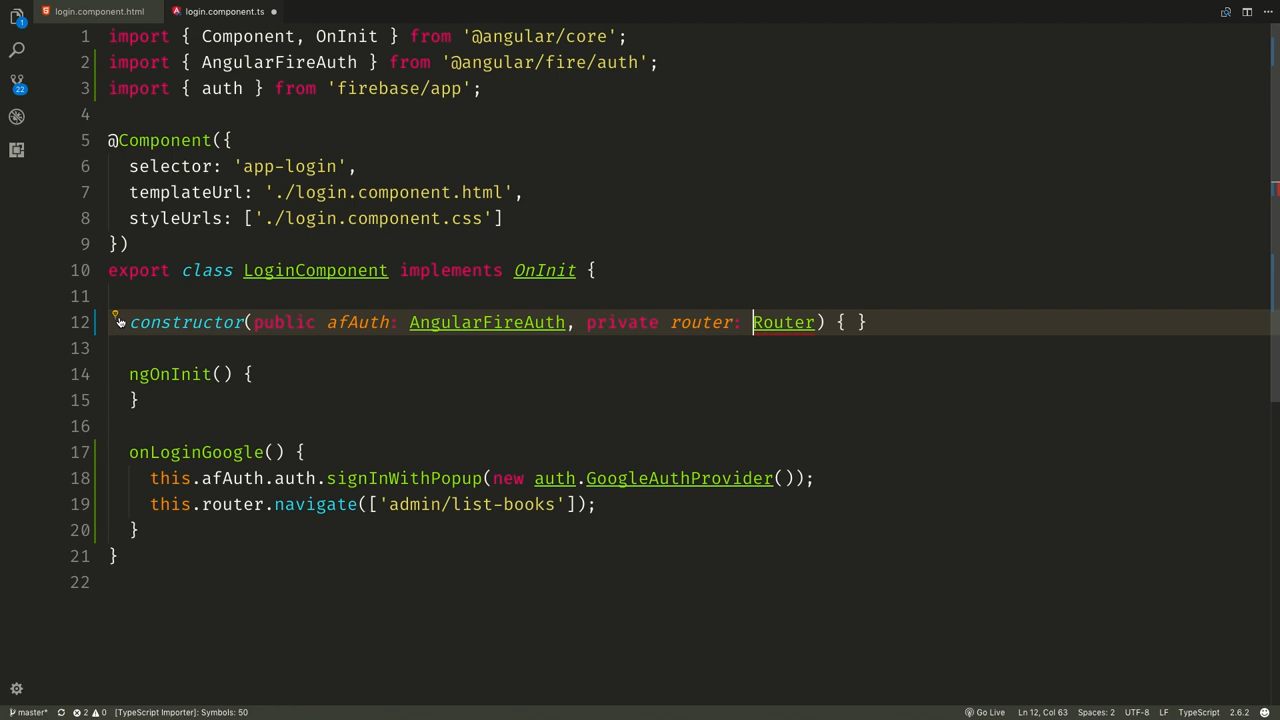 login.component.html
login.component.ts
1 import { Component, OnInit } from '@angular/core';
2 import { AngularFireAuth } from '@angular/fire/auth';
3 import { auth } from 'firebase/app';
4
5 @Component({
6 selector: 'app-login',
7 templateUrl: './login.component.html',
8 styleUrls: ['./login.component.css']
9 })
10 export class LoginComponent implements OnInit {
11
12 constructor(public afAuth: AngularFireAuth, private router: Router) { }
13
14 ngOnInit() {
15 }
16
17 onLoginGoogle() {
18 this.afAuth.auth.signInWithPopup(new auth.GoogleAuthProvider());
19 this.router.navigate(['admin/list-books']);
20 }
21 }
22
1
22
master* 2 0 [TypeScript Importer]: Symbols: 50 Go Live Ln 12, Col 63 Spaces: 2 UTF-8 LF TypeScript 2.6.2